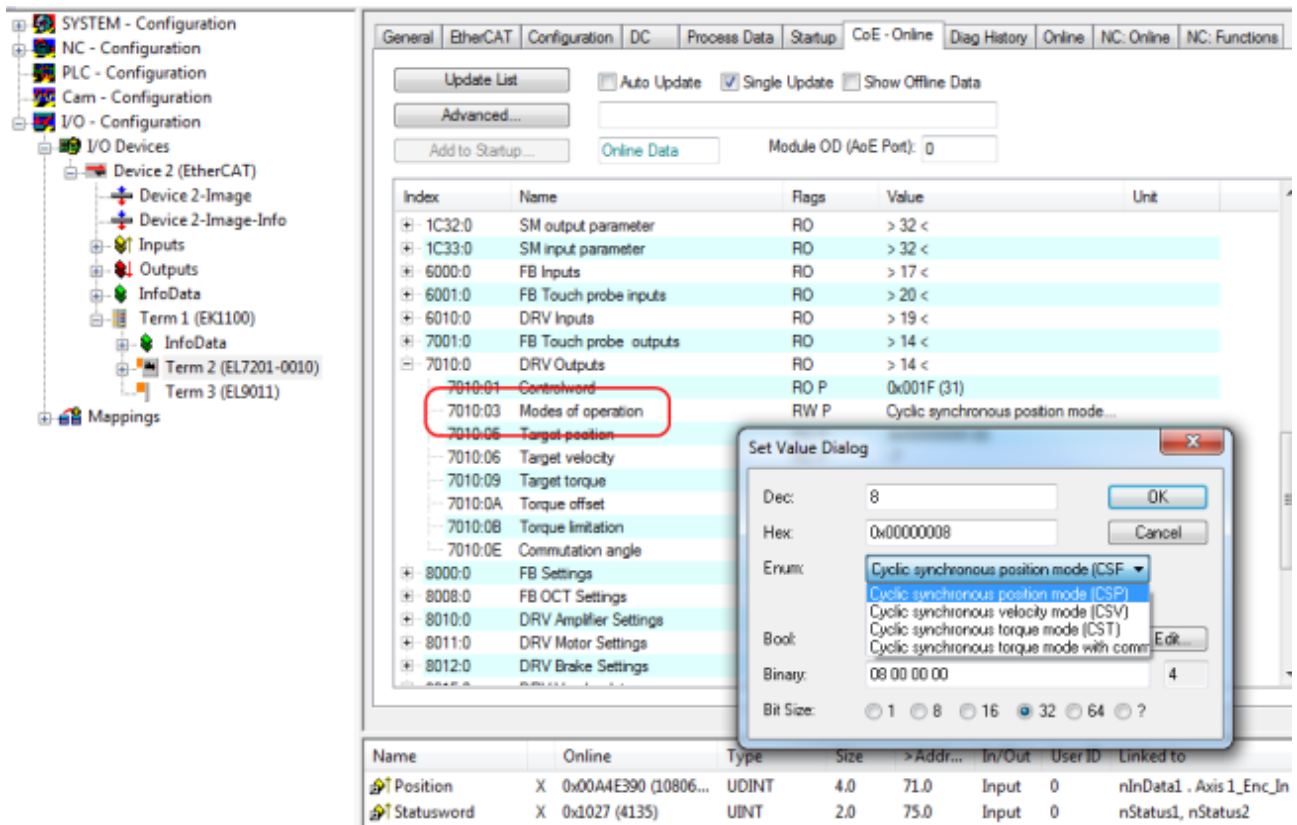 SYSTEM - Configuration
NC - Configuration
PLC - Configuration
Cam - Configuration
I/O - Configuration
I/O Devices
Device 2 (EtherCAT)
Device 2-Image
Device 2-Image-Info
Inputs
Outputs
InfoData
Term 1 (EK1100)
InfoData
Term 2 (EL7201-0010)
Term 3 (EL9011)
Mappings
General EtherCAT Configuration DC Process Data Startup CoE - Online Diag History Online NC: Online NC: Functions
Update List Auto Update Single Update Show Offline Data
Advanced...
Add to Startup... Online Data Module OD (AoE Port): 0
Index Name Flags Value Unit
1C32:0 SM output parameter RO > 32 <
1C33:0 SM input parameter RO > 32 <
6000:0 FB Inputs RO > 17 <
6001:0 FB Touch probe inputs RO > 20 <
6010:0 DRV Inputs RO > 19 <
7001:0 FB Touch probe outputs RO > 14 <
7010:0 DRV Outputs RO > 14 <
7010:01 Controlword RO P 0x001F (31)
7010:03 Modes of operation RW P Cyclic synchronous position mode...
7010:05 Target position
7010:06 Target velocity
7010:09 Target torque
7010:0A Torque offset
7010:0B Torque limitation
7010:0E Commutation angle
8000:0 FB Settings
8008:0 FB OCT Settings
8010:0 DRV Amplifier Settings
8011:0 DRV Motor Settings
8012:0 DRV Brake Settings
Set Value Dialog
Dec: 8 OK
Hex: 0x00000008 Cancel
Enum: Cyclic synchronous position mode (CSF
Cyclic synchronous position mode (CSP)
Cyclic synchronous velocity mode (CSV)
Cyclic synchronous torque mode (CST)
Cyclic synchronous torque mode with comm
Bool: Edit...
Binary: 08 00 00 00 4
Bit Size: 1 8 16 32 64 ?
Name Online Type Size >Addr... In/Out User ID Linked to
Position X 0x00A4E390 (10806... UDINT 4.0 71.0 Input 0 nInData1 . Axis 1_Enc_In
Statusword X 0x1027 (4135) UINT 2.0 75.0 Input 0 nStatus1, nStatus2